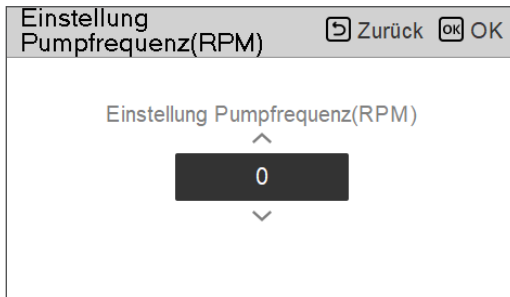 Einstellung
Pumpfrequenz(RPM)
Zurück OK OK
Einstellung Pumpfrequenz(RPM)
0